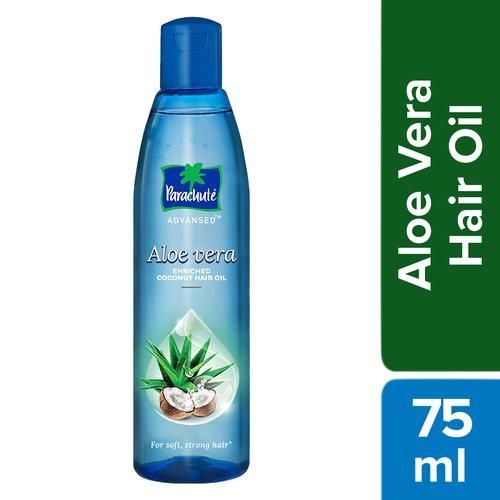 Parachute
ADVANSED™
Aloe vera
ENRICHED
COCONUT HAIR OIL
For soft, strong hair*
Aloe Vera
Hair Oil
75
ml